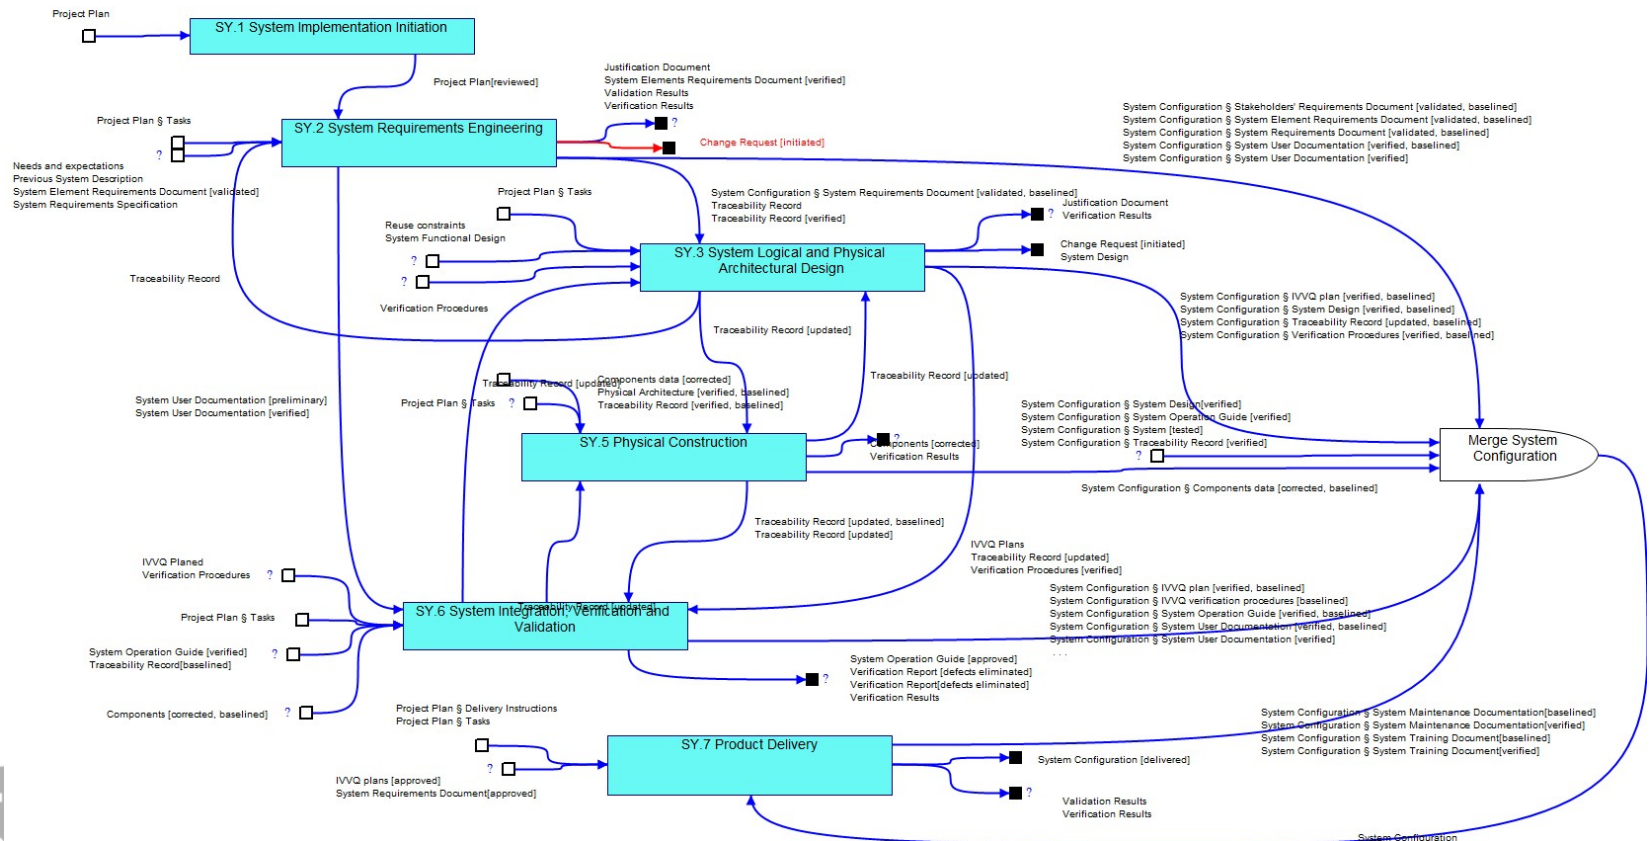 Project Plan
SY.1 System Implementation Initiation
Project Plan[reviewed]
Justification Document
System Elements Requirements Document [verified]
Validation Results
Verification Results
?
Change Request [initiated]
System Configuration § Stakeholders' Requirements Document [validated, baselined]
System Configuration § System Element Requirements Document [validated, baselined]
System Configuration § System Requirements Document [validated, baselined]
System Configuration § System User Documentation [verified, baselined]
System Configuration § System User Documentation [verified]
Project Plan § Tasks
SY.2 System Requirements Engineering
?
Needs and expectations
Previous System Description
System Element Requirements Document [validated]
System Requirements Specification
Project Plan § Tasks
System Configuration § System Requirements Document [validated, baselined]
Traceability Record
Traceability Record [verified]
Justification Document
Verification Results
?
Reuse constraints
System Functional Design
?
?
Verification Procedures
SY.3 System Logical and Physical
Architectural Design
Change Request [initiated]
System Design
Traceability Record
System Configuration § IVVQ plan [verified, baselined]
System Configuration § System Design [verified, baselined]
System Configuration § Traceability Record [updated, baselined]
System Configuration § Verification Procedures [verified, baselined]
Traceability Record [updated]
Traceability Record [updated]
Traceability Record [updated]
Components data [corrected]
Physical Architecture [verified, baselined]
Traceability Record [verified, baselined]
Project Plan § Tasks
?
System User Documentation [preliminary]
System User Documentation [verified]
System Configuration § System Design[verified]
System Configuration § System Operation Guide [verified]
System Configuration § System [tested]
System Configuration § Traceability Record [verified]
?
SY.5 Physical Construction
?
Components [corrected]
Verification Results
Merge System
Configuration
System Configuration § Components data [corrected, baselined]
Traceability Record [updated, baselined]
Traceability Record [updated]
IVVQ Plans
Traceability Record [updated]
Verification Procedures [verified]
IVVQ Planed
Verification Procedures
?
Project Plan § Tasks
System Operation Guide [verified]
Traceability Record[baselined]
?
Components [corrected, baselined]
?
Traceability Record [updated]
SY.6 System Integration, Verification and
Validation
System Configuration § IVVQ plan [verified, baselined]
System Configuration § IVVQ verification procedures [baselined]
System Configuration § System Operation Guide [verified, baselined]
System Configuration § System User Documentation [verified, baselined]
System Configuration § System User Documentation [verified]
. . .
System Operation Guide [approved]
Verification Report [defects eliminated]
Verification Report[defects eliminated]
Verification Results
?
Project Plan § Delivery Instructions
Project Plan § Tasks
?
IVVQ plans [approved]
System Requirements Document[approved]
SY.7 Product Delivery
System Configuration § System Maintenance Documentation[baselined]
System Configuration § System Maintenance Documentation[verified]
System Configuration § System Training Document[baselined]
System Configuration § System Training Document[verified]
System Configuration [delivered]
?
Validation Results
Verification Results
System Configuration